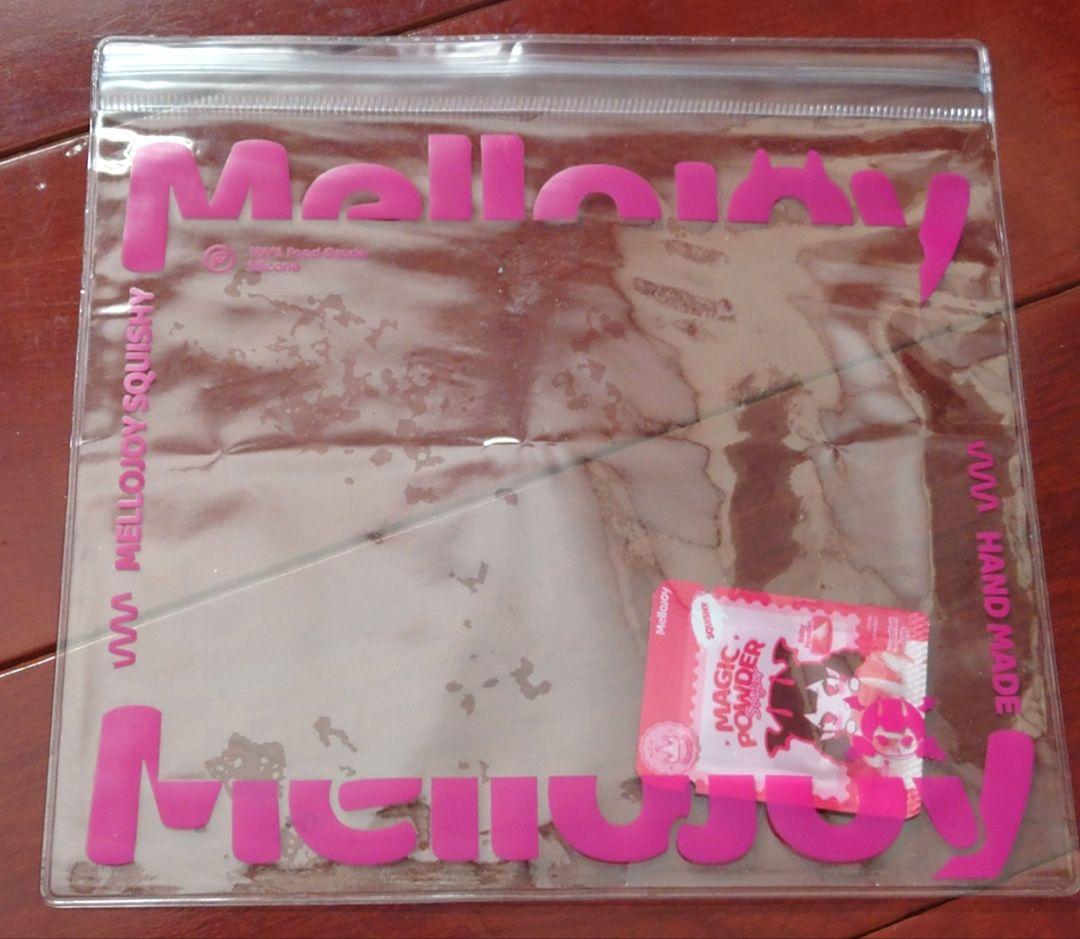 Mellojoy
100% Food-Grade
silicone
MELLOJOY SQUISHY
HAND MADE
Mellojoy
SQUISHY
MAGIC
POWDER
Mellojoy